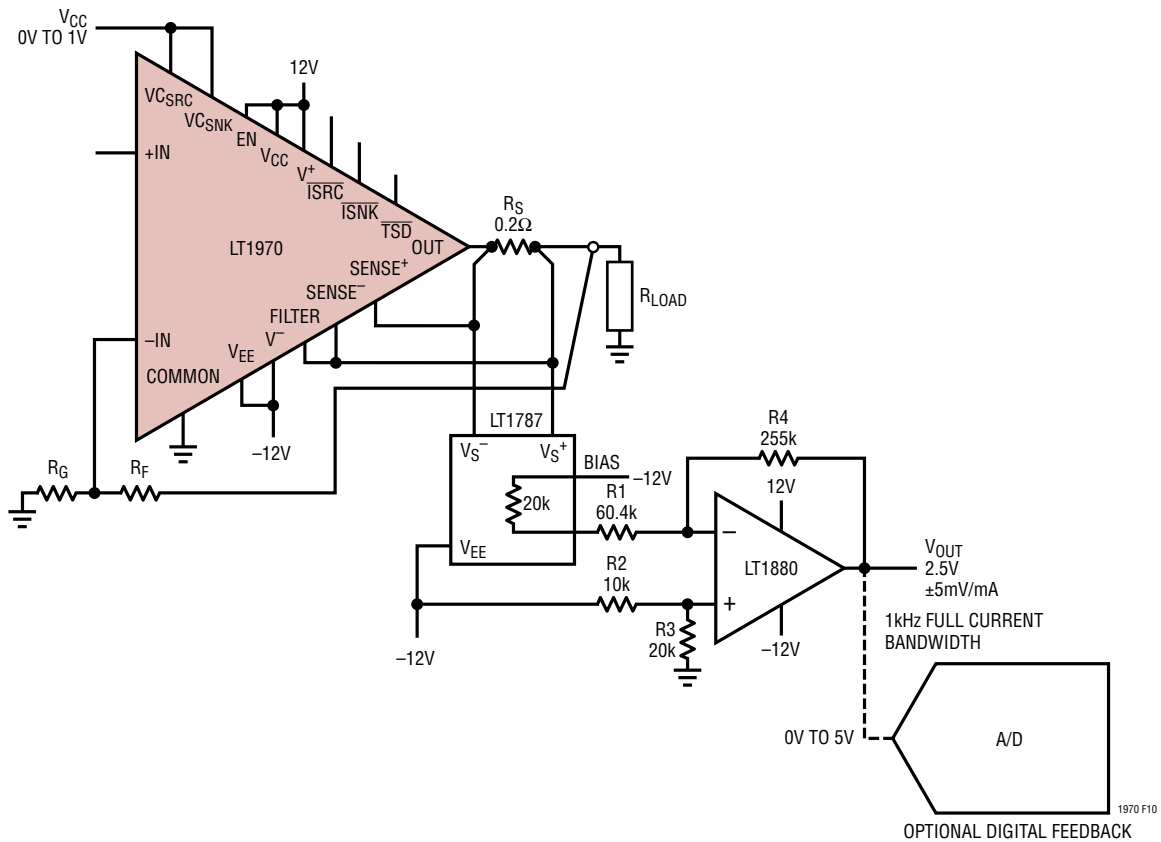 V_CC
0V TO 1V
12V
VC_SRC
VC_SNK
EN
V_CC
V+
ISRC
ISNK
TSD
+IN
LT1970
OUT
R_S
0.2Ω
SENSE+
SENSE−
FILTER
V−
V_EE
−IN
COMMON
R_LOAD
−12V
R_G
R_F
LT1787
V_S−
V_S+
BIAS
−12V
20k
R1
60.4k
V_EE
R2
10k
R3
20k
−12V
R4
255k
12V
−
LT1880
+
−12V
V_OUT
2.5V
±5mV/mA
1kHz FULL CURRENT
BANDWIDTH
0V TO 5V
A/D
1970 F10
OPTIONAL DIGITAL FEEDBACK